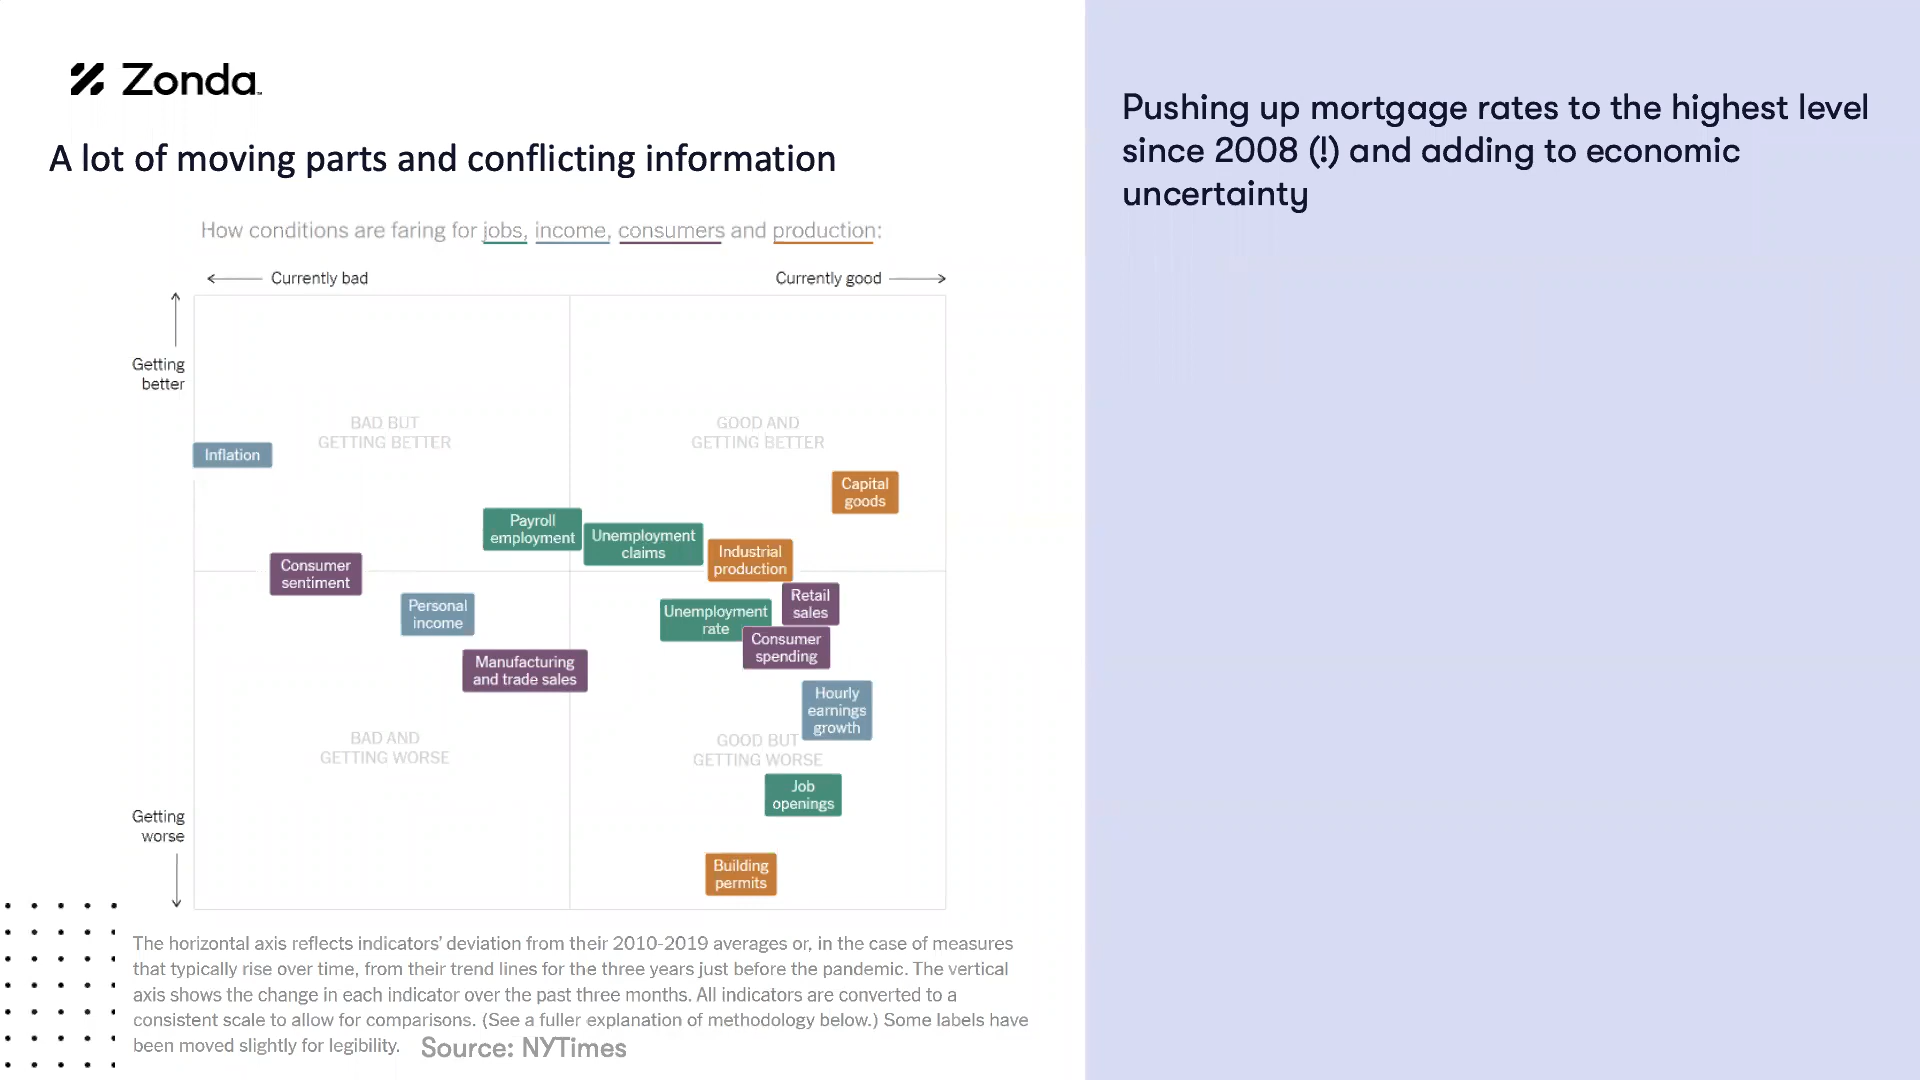 Zonda
A lot of moving parts and conflicting information
How conditions are faring for jobs, income, consumers and production:
Currently bad
Currently good
Getting
better
BAD BUT
GETTING BETTER
GOOD AND
GETTING BETTER
Inflation
Capital
goods
Payroll
employment
Unemployment
claims
Industrial
production
Consumer
sentiment
Personal
income
Retail
sales
Unemployment
rate
Consumer
spending
Manufacturing
and trade sales
Hourly
earnings
growth
BAD AND
GETTING WORSE
GOOD BUT
GETTING WORSE
Job
openings
Getting
worse
Building
permits
The horizontal axis reflects indicators' deviation from their 2010-2019 averages or, in the case of measures
that typically rise over time, from their trend lines for the three years just before the pandemic. The vertical
axis shows the change in each indicator over the past three months. All indicators are converted to a
consistent scale to allow for comparisons. (See a fuller explanation of methodology below.) Some labels have
been moved slightly for legibility.
Source: NYTimes
Pushing up mortgage rates to the highest level
since 2008 (!) and adding to economic
uncertainty